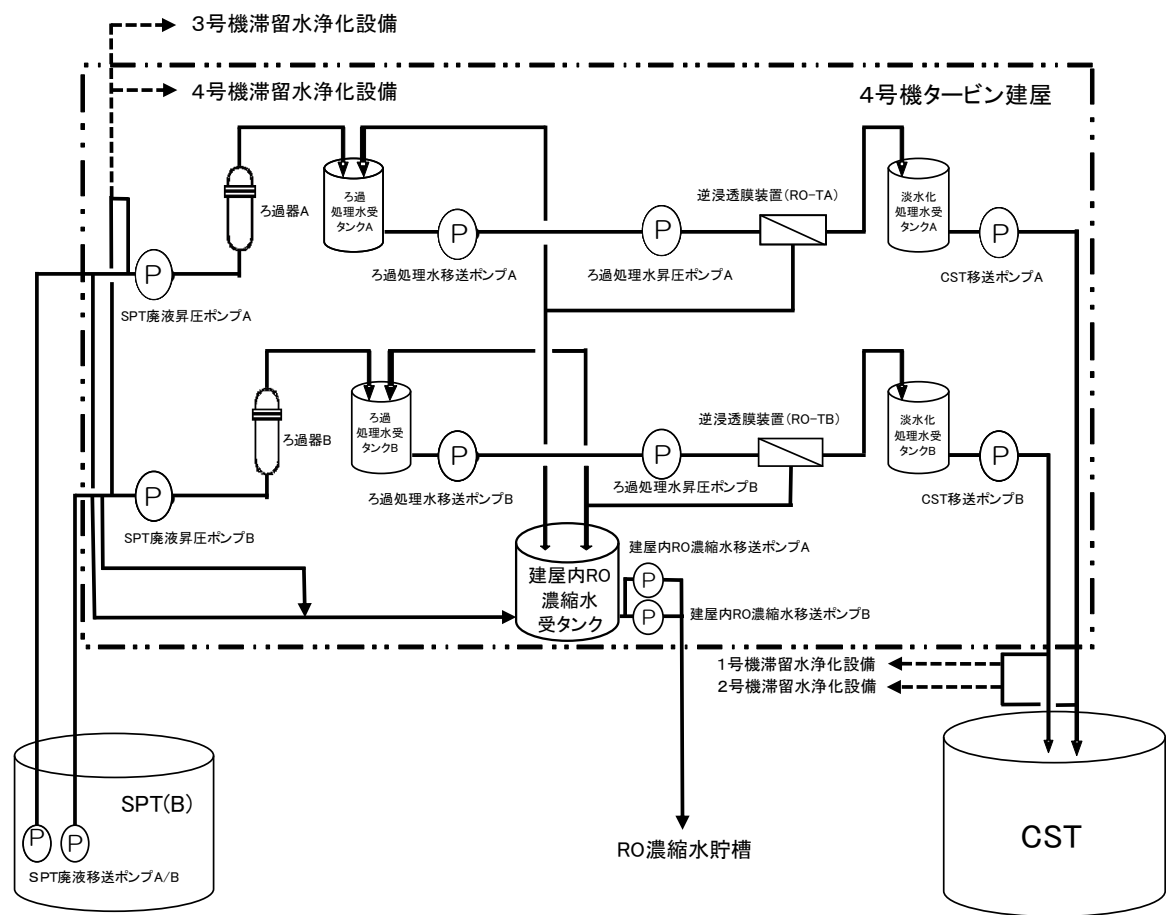 3号機滞留水浄化設備
4号機滞留水浄化設備
4号機タービン建屋
ろ過器A
ろ過
処理水受
タンクA
P
ろ過処理水移送ポンプA
P
ろ過処理水昇圧ポンプA
逆浸透膜装置(RO-TA)
淡水化
処理水受
タンクA
P
CST移送ポンプA
P
SPT廃液昇圧ポンプA
ろ過器B
ろ過
処理水受
タンクB
P
ろ過処理水移送ポンプB
P
ろ過処理水昇圧ポンプB
逆浸透膜装置(RO-TB)
淡水化
処理水受
タンクB
P
CST移送ポンプB
P
SPT廃液昇圧ポンプB
建屋内RO
濃縮水
受タンク
建屋内RO濃縮水移送ポンプA
P
P
建屋内RO濃縮水移送ポンプB
1号機滞留水浄化設備
2号機滞留水浄化設備
SPT(B)
P
P
SPT廃液移送ポンプA/B
RO濃縮水貯槽
CST